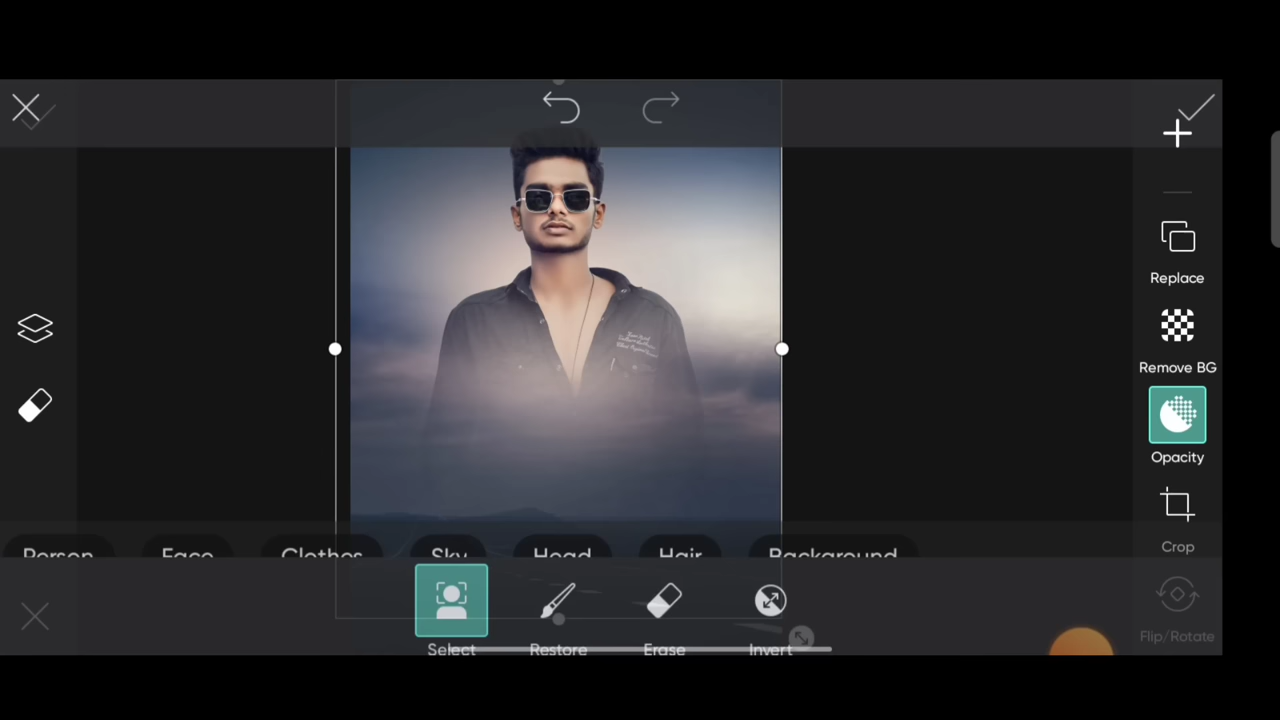 Replace
Remove BG
Opacity
Crop
Flip/Rotate
Person
Face
Clothes
Sky
Head
Hair
Background
Select
Restore
Erase
Invert